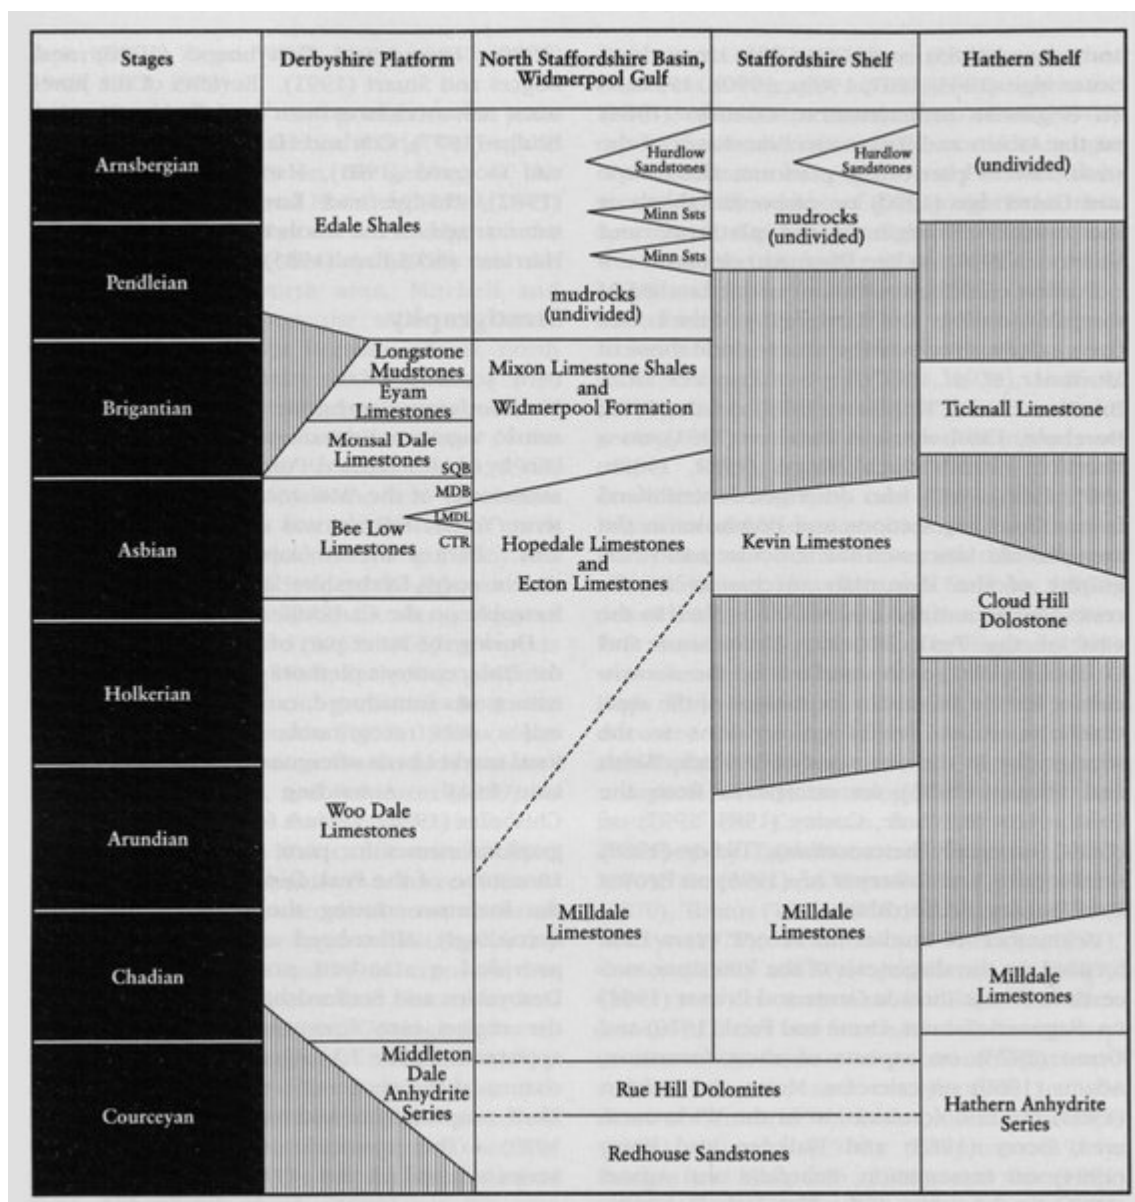 Stages
Derbyshire Platform
North Staffordshire Basin,
Widmerpool Gulf
Staffordshire Shelf
Hathern Shelf
Arnsbergian
Pendleian
Brigantian
Asbian
Holkerian
Arundian
Chadian
Courceyan
Edale Shales
Longstone
Mudstones
Eyam
Limestones
Monsal Dale
Limestones
SQB
MDB
LMDL
CTR
Bee Low
Limestones
Woo Dale
Limestones
Middleton
Dale
Anhydrite
Series
Hurdlow
Sandstones
Minn Ssts
Minn Ssts
mudrocks
(undivided)
Mixon Limestone Shales
and
Widmerpool Formation
Hopedale Limestones
and
Ecton Limestones
Milldale
Limestones
Rue Hill Dolomites
Redhouse Sandstones
Hurdlow
Sandstones
mudrocks
(undivided)
Kevin Limestones
Milldale
Limestones
(undivided)
Ticknall Limestone
Cloud Hill
Dolostone
Milldale
Limestones
Hathern Anhydrite
Series